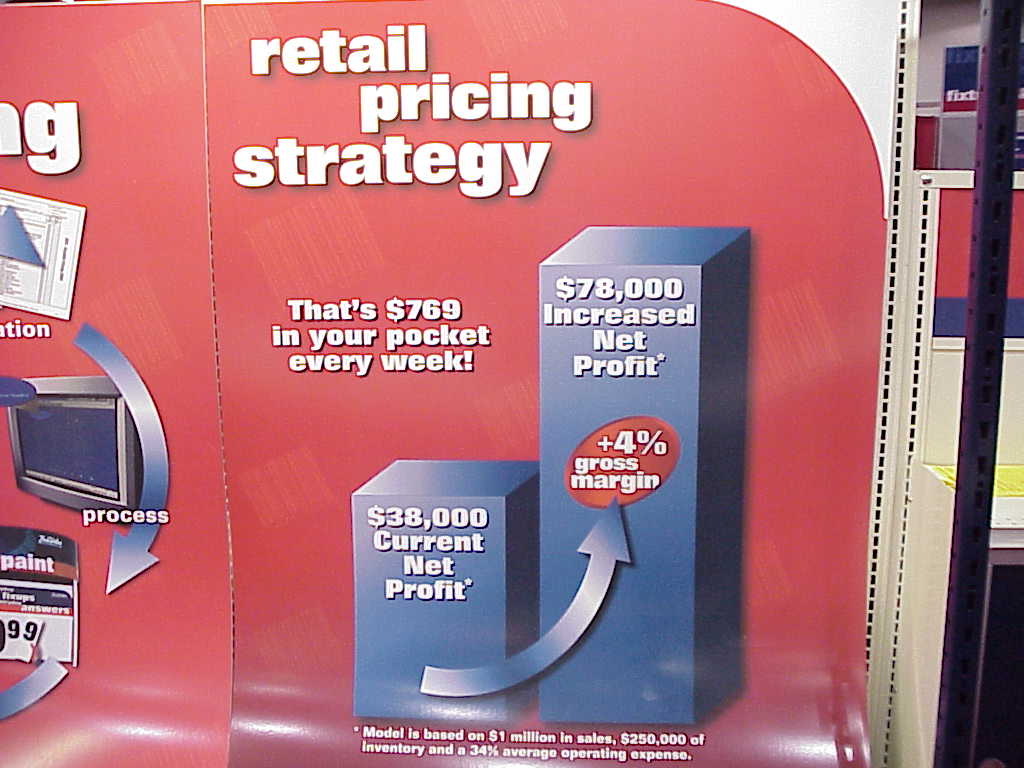 retail
pricing
strategy
ng
ation
process
paint
fixups
answers
99
That's $769
in your pocket
every week!
$78,000
Increased
Net
Profit*
+4%
gross
margin
$38,000
Current
Net
Profit*
* Model is based on $1 million in sales, $250,000 of
inventory and a 34% average operating expense.
fixt